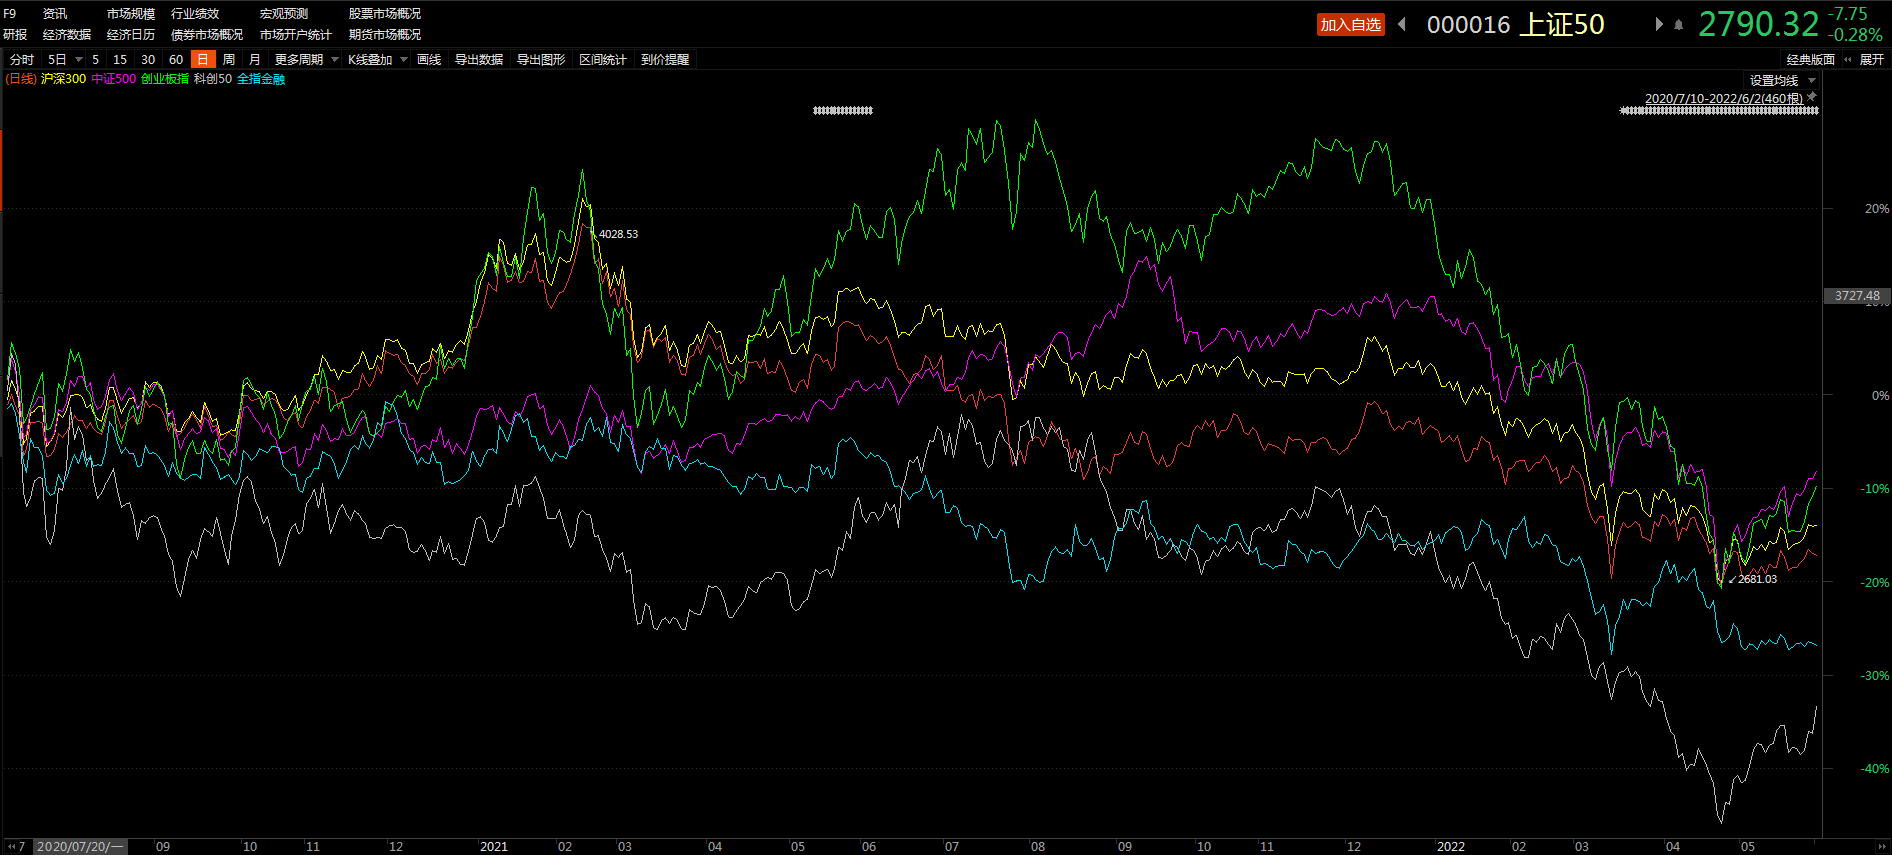 F9 资讯 市场规模 行业绩效 宏观预测 股票市场概况
研报 经济数据 经济日历 债券市场概况 市场开户统计 期货市场概况
加入自选 000016 上证50 2790.32 -7.75
-0.28%
分时 5日 5 15 30 60 日 周 月 更多周期 K线叠加 画线 导出数据 导出图形 区间统计 到价提醒 经典版面 展开
(日线) 沪深300 中证500 创业板指 科创50 全指金融 设置均线
2020/7/10-2022/6/2(460根)
20%
4028.53
3727.48
0%
-10%
2681.03
-20%
-30%
-40%
7 2020/07/20/一 09 10 11 12 2021 02 03 04 05 06 07 08 09 10 11 12 2022 02 03 04 05